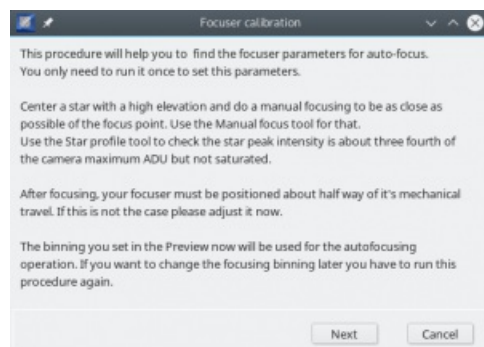 Focuser calibration
This procedure will help you to find the focuser parameters for auto-focus.
You only need to run it once to set this parameters.
Center a star with a high elevation and do a manual focusing to be as close as
possible of the focus point. Use the Manual focus tool for that.
Use the Star profile tool to check the star peak intensity is about three fourth of
the camera maximum ADU but not saturated.
After focusing, your focuser must be positioned about half way of it's mechanical
travel. If this is not the case please adjust it now.
The binning you set in the Preview now will be used for the autofocusing
operation. If you want to change the focusing binning later you have to run this
procedure again.
Next Cancel